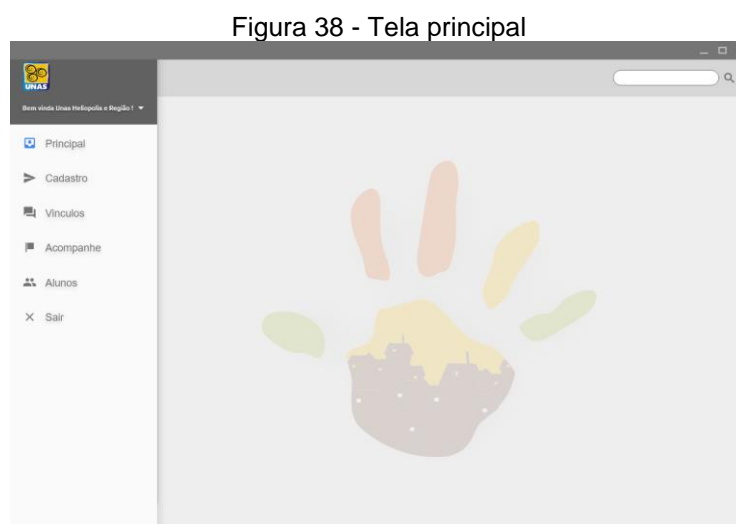 Figura 38 - Tela principal
UNAS
Bem vinda Unas Heliopolis e Região !
Principal
Cadastro
Vinculos
Acompanhe
Alunos
Sair